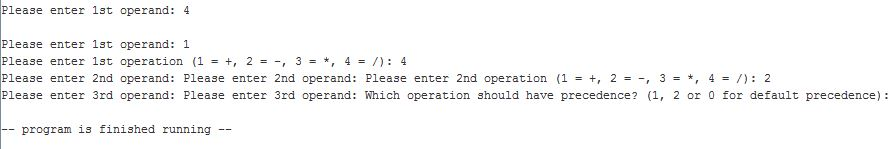 Please enter 1st operand: 4
Please enter 1st operand: 1
Please enter 1st operation (1 = +, 2 = -, 3 = *, 4 = /): 4
Please enter 2nd operand: Please enter 2nd operand: Please enter 2nd operation (1 = +, 2 = -, 3 = *, 4 = /): 2
Please enter 3rd operand: Please enter 3rd operand: Which operation should have precedence? (1, 2 or 0 for default precedence):
-- program is finished running --